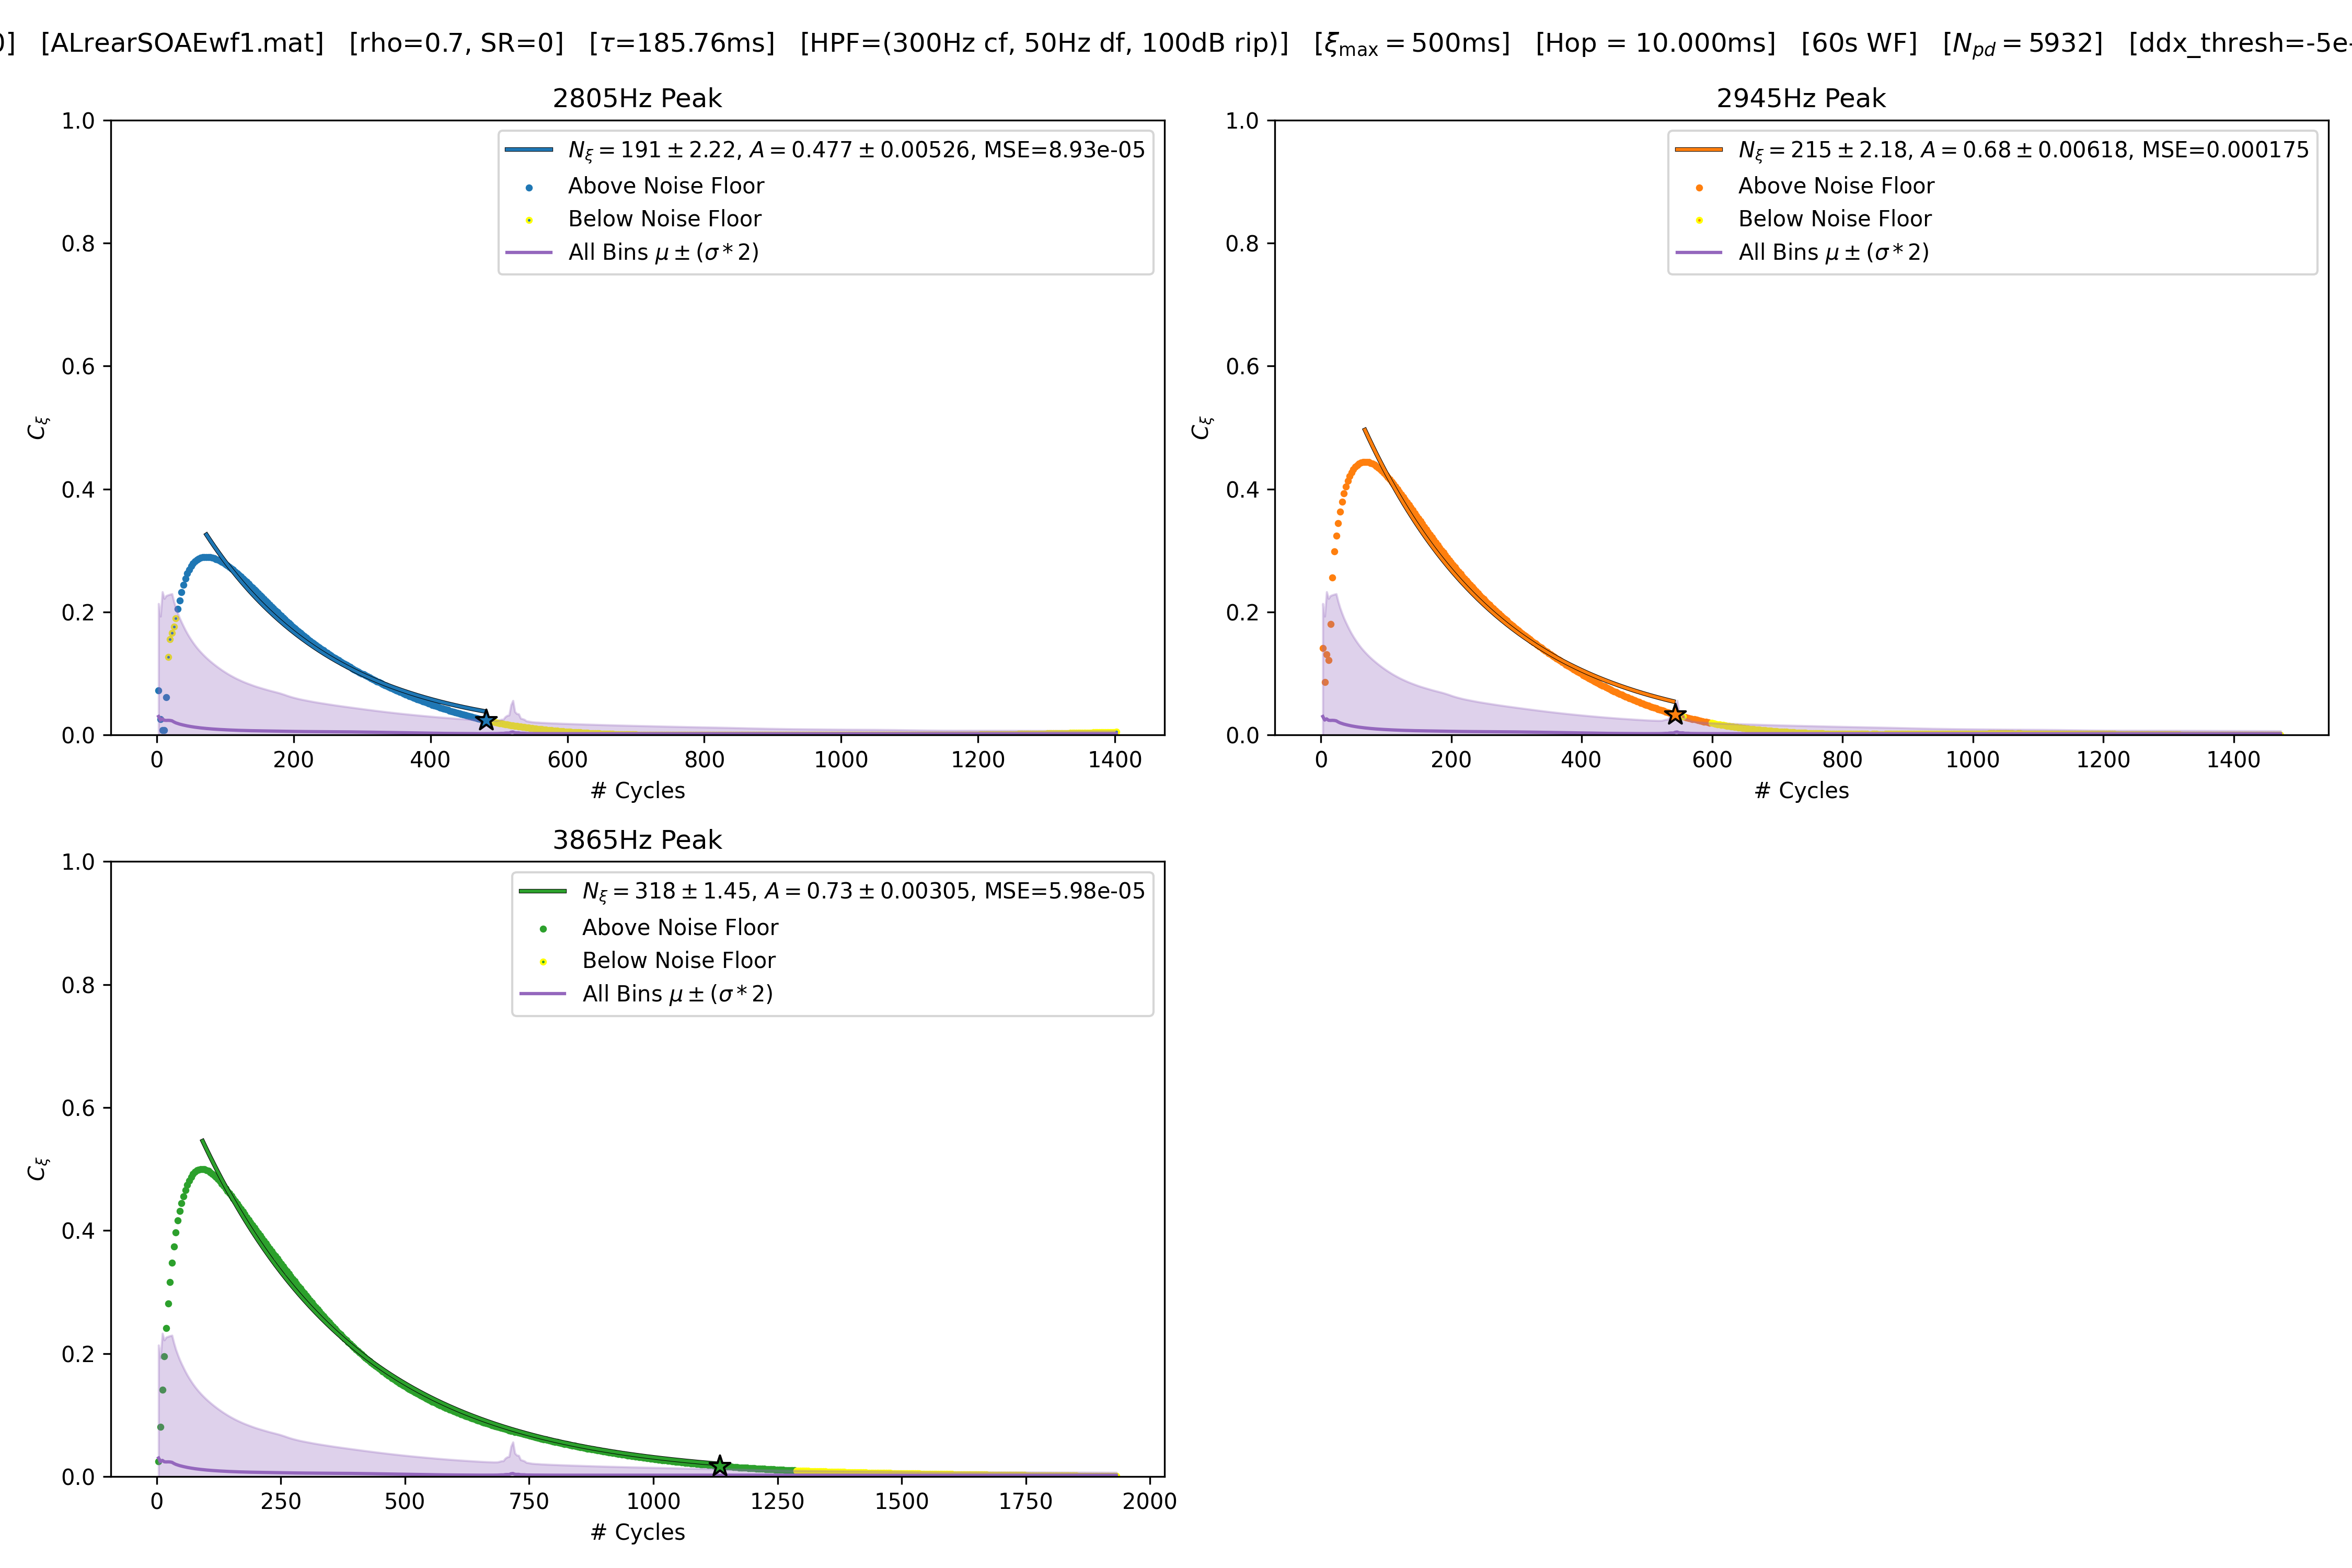 0]   [ALrearSOAEwf1.mat]   [rho=0.7, SR=0]   [τ=185.76ms]   [HPF=(300Hz cf, 50Hz df, 100dB rip)]   [ξmax = 500ms]   [Hop = 10.000ms]   [60s WF]   [Npd = 5932]   [ddx_thresh=-5e-
2805Hz Peak
1.0
0.8
0.6
0.4
0.2
0.0
Cξ
Nξ = 191 ± 2.22, A = 0.477 ± 0.00526, MSE=8.93e-05
Above Noise Floor
Below Noise Floor
All Bins μ ± (σ * 2)
0 200 400 600 800 1000 1200 1400
# Cycles
2945Hz Peak
1.0
0.8
0.6
0.4
0.2
0.0
Cξ
Nξ = 215 ± 2.18, A = 0.68 ± 0.00618, MSE=0.000175
Above Noise Floor
Below Noise Floor
All Bins μ ± (σ * 2)
0 200 400 600 800 1000 1200 1400
# Cycles
3865Hz Peak
1.0
0.8
0.6
0.4
0.2
0.0
Cξ
Nξ = 318 ± 1.45, A = 0.73 ± 0.00305, MSE=5.98e-05
Above Noise Floor
Below Noise Floor
All Bins μ ± (σ * 2)
0 250 500 750 1000 1250 1500 1750 2000
# Cycles